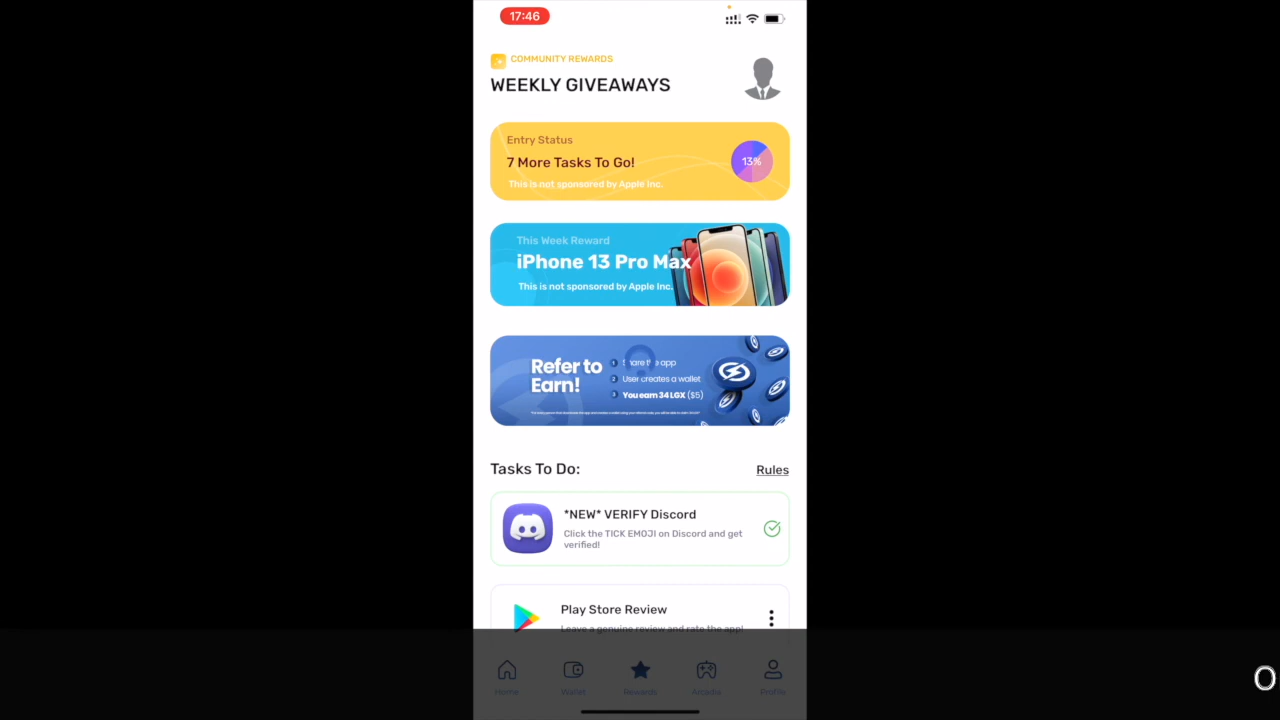 17:46
COMMUNITY REWARDS
WEEKLY GIVEAWAYS
Entry Status
7 More Tasks To Go!
13%
This is not sponsored by Apple Inc.
This Week Reward
iPhone 13 Pro Max
This is not sponsored by Apple Inc.
Refer to
Earn!
1 Share the app
2 User creates a wallet
3 You earn 34 LGX ($5)
Tasks To Do:
Rules
*NEW* VERIFY Discord
Click the TICK EMOJI on Discord and get
verified!
Play Store Review
Leave a genuine review and rate the app!
Home
Wallet
Rewards
Arcadia
Profile